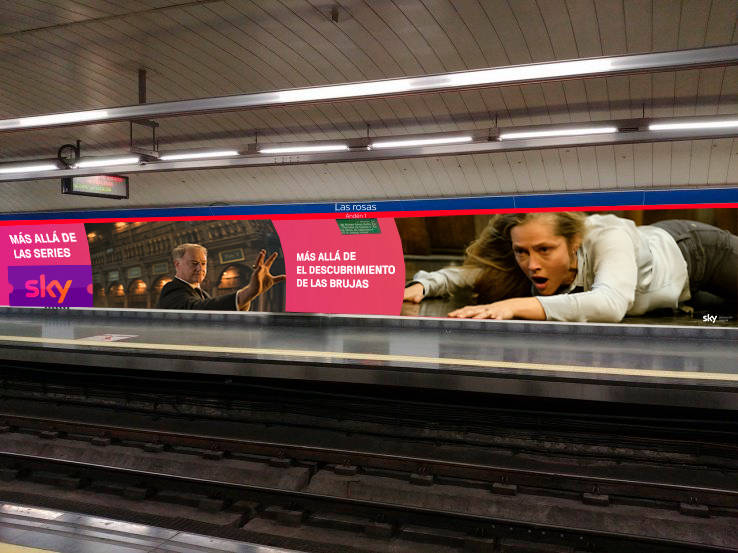 Las rosas
Andén 1
MÁS ALLÁ DE
LAS SERIES
sky
MÁS ALLÁ DE
EL DESCUBRIMIENTO
DE LAS BRUJAS
sky